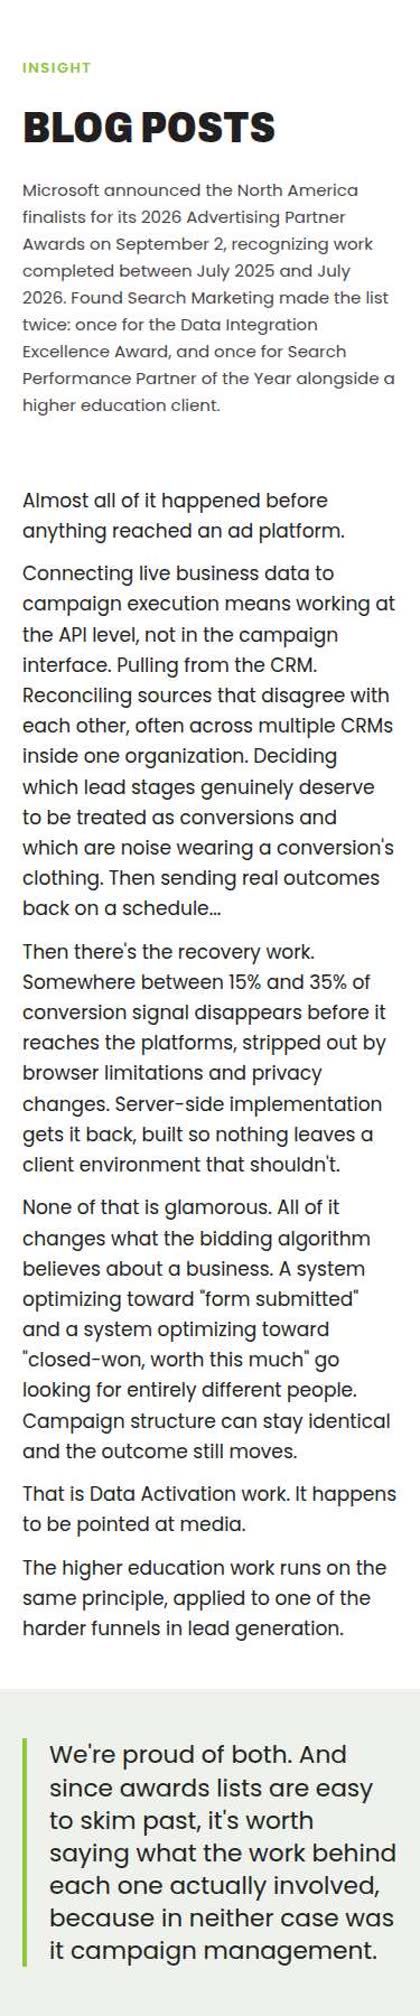 INSIGHT
BLOG POSTS
Microsoft announced the North America
finalists for its 2026 Advertising Partner
Awards on September 2, recognizing work
completed between July 2025 and July
2026. Found Search Marketing made the list
twice: once for the Data Integration
Excellence Award, and once for Search
Performance Partner of the Year alongside a
higher education client.
Almost all of it happened before
anything reached an ad platform.
Connecting live business data to
campaign execution means working at
the API level, not in the campaign
interface. Pulling from the CRM.
Reconciling sources that disagree with
each other, often across multiple CRMs
inside one organization. Deciding
which lead stages genuinely deserve
to be treated as conversions and
which are noise wearing a conversion's
clothing. Then sending real outcomes
back on a schedule...
Then there's the recovery work.
Somewhere between 15% and 35% of
conversion signal disappears before it
reaches the platforms, stripped out by
browser limitations and privacy
changes. Server-side implementation
gets it back, built so nothing leaves a
client environment that shouldn't.
None of that is glamorous. All of it
changes what the bidding algorithm
believes about a business. A system
optimizing toward "form submitted"
and a system optimizing toward
"closed-won, worth this much" go
looking for entirely different people.
Campaign structure can stay identical
and the outcome still moves.
That is Data Activation work. It happens
to be pointed at media.
The higher education work runs on the
same principle, applied to one of the
harder funnels in lead generation.
We're proud of both. And
since awards lists are easy
to skim past, it's worth
saying what the work behind
each one actually involved,
because in neither case was
it campaign management.